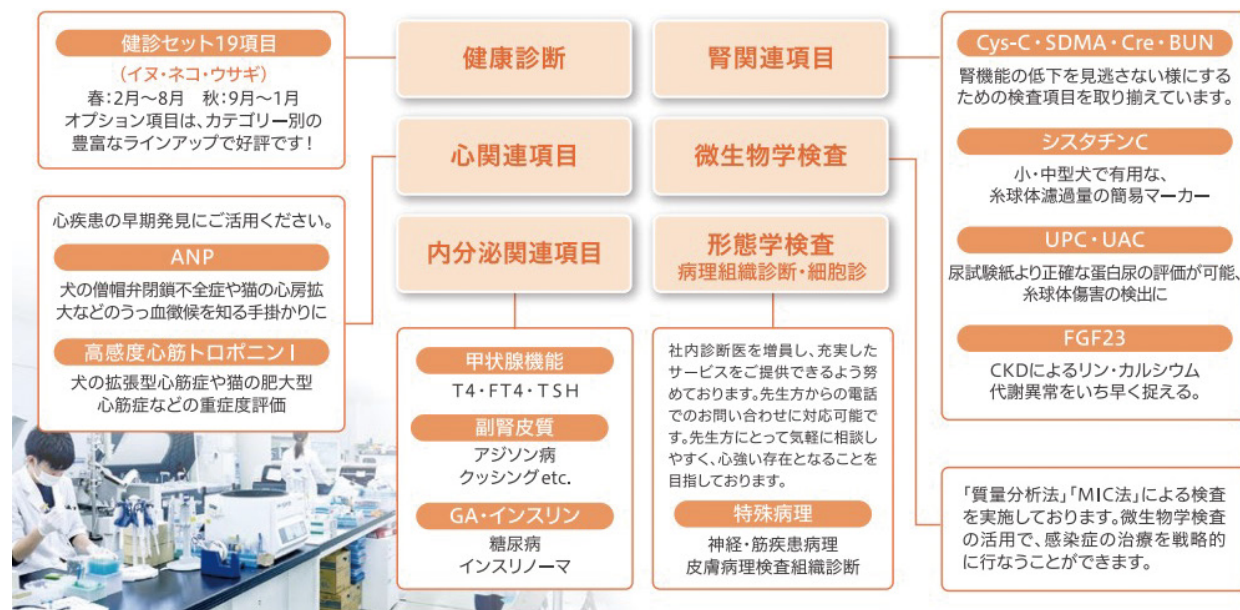 健診セット19項目
（イヌ・ネコ・ウサギ）
春：2月～8月　秋：9月～1月
オプション項目は、カテゴリー別の
豊富なラインアップで好評です！
心疾患の早期発見にご活用ください。
ANP
犬の僧帽弁閉鎖不全症や猫の心房拡
大などのうっ血徴候を知る手掛かりに
高感度心筋トロポニンI
犬の拡張型心筋症や猫の肥大型
心筋症などの重症度評価
健康診断
腎関連項目
心関連項目
微生物学検査
内分泌関連項目
形態学検査
病理組織診断・細胞診
甲状腺機能
T4・FT4・TSH
副腎皮質
アジソン病
クッシングetc.
GA・インスリン
糖尿病
インスリノーマ
社内診断医を増員し、充実した
サービスをご提供できるよう努
めております。先生方からの電話
でのお問い合わせに対応可能で
す。先生方にとって気軽に相談し
やすく、心強い存在となることを
目指しております。
特殊病理
神経・筋疾患病理
皮膚病理検査組織診断
Cys-C・SDMA・Cre・BUN
腎機能の低下を見逃さない様にする
ための検査項目を取り揃えています。
シスタチンC
小・中型犬で有用な、
糸球体濾過量の簡易マーカー
UPC・UAC
尿試験紙より正確な蛋白尿の評価が可能、
糸球体傷害の検出に
FGF23
CKDによるリン・カルシウム
代謝異常をいち早く捉える。
「質量分析法」「MIC法」による検査
を実施しております。微生物学検査
の活用で、感染症の治療を戦略的
に行なうことができます。